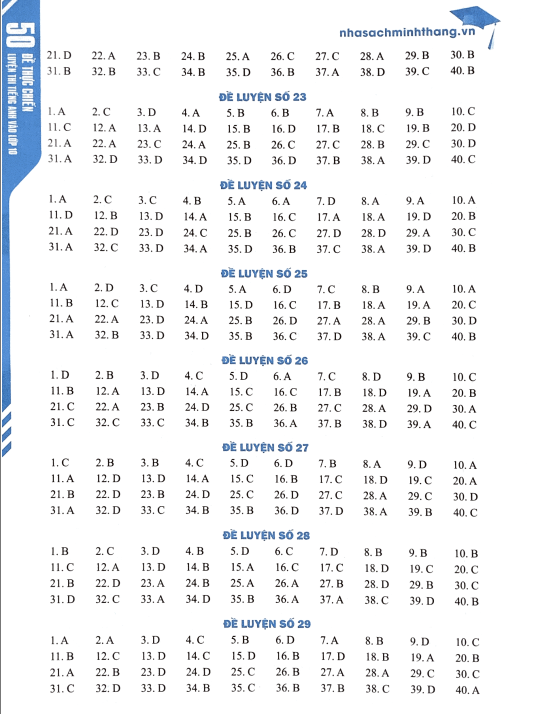 nhasachminhthang.vn
50 ĐỀ THỰC CHIẾN
LUYỆN THI TIẾNG ANH VÀO LỚP 10
21. D 22. A 23. B 24. B 25. A 26. C 27. C 28. A 29. B 30. B
31. B 32. B 33. C 34. B 35. D 36. B 37. A 38. D 39. C 40. B
ĐỀ LUYỆN SỐ 23
1. A 2. C 3. D 4. A 5. B 6. B 7. A 8. B 9. B 10. C
11. C 12. A 13. A 14. D 15. B 16. D 17. B 18. C 19. B 20. D
21. A 22. A 23. C 24. A 25. B 26. C 27. C 28. B 29. C 30. D
31. A 32. D 33. D 34. D 35. D 36. D 37. B 38. A 39. D 40. C
ĐỀ LUYỆN SỐ 24
1. A 2. C 3. C 4. B 5. A 6. A 7. D 8. A 9. A 10. A
11. D 12. B 13. D 14. A 15. B 16. C 17. A 18. A 19. D 20. B
21. A 22. D 23. D 24. C 25. B 26. C 27. D 28. D 29. A 30. C
31. A 32. C 33. D 34. A 35. D 36. B 37. C 38. A 39. D 40. B
ĐỀ LUYỆN SỐ 25
1. A 2. D 3. C 4. D 5. A 6. D 7. C 8. B 9. A 10. A
11. B 12. C 13. D 14. B 15. D 16. C 17. B 18. A 19. A 20. C
21. A 22. A 23. D 24. A 25. B 26. D 27. A 28. A 29. B 30. D
31. A 32. B 33. D 34. D 35. B 36. C 37. D 38. A 39. C 40. B
ĐỀ LUYỆN SỐ 26
1. D 2. B 3. D 4. C 5. D 6. A 7. C 8. D 9. B 10. C
11. B 12. A 13. D 14. A 15. C 16. C 17. B 18. D 19. A 20. B
21. C 22. A 23. B 24. D 25. C 26. B 27. C 28. A 29. D 30. A
31. C 32. C 33. C 34. B 35. B 36. A 37. B 38. D 39. A 40. C
ĐỀ LUYỆN SỐ 27
1. C 2. B 3. B 4. C 5. D 6. D 7. B 8. A 9. D 10. A
11. A 12. D 13. D 14. A 15. C 16. B 17. C 18. D 19. C 20. A
21. B 22. D 23. B 24. D 25. C 26. D 27. C 28. A 29. C 30. D
31. A 32. D 33. C 34. B 35. B 36. D 37. D 38. A 39. B 40. C
ĐỀ LUYỆN SỐ 28
1. B 2. C 3. D 4. B 5. D 6. C 7. D 8. B 9. B 10. B
11. C 12. A 13. D 14. B 15. A 16. C 17. C 18. D 19. C 20. C
21. B 22. D 23. A 24. B 25. A 26. A 27. B 28. D 29. B 30. C
31. D 32. C 33. A 34. D 35. B 36. A 37. A 38. C 39. D 40. B
ĐỀ LUYỆN SỐ 29
1. A 2. A 3. D 4. C 5. B 6. D 7. A 8. B 9. D 10. C
11. B 12. C 13. D 14. C 15. D 16. B 17. D 18. B 19. A 20. B
21. A 22. B 23. D 24. D 25. C 26. B 27. A 28. A 29. C 30. C
31. C 32. D 33. D 34. B 35. C 36. B 37. B 38. C 39. D 40. A